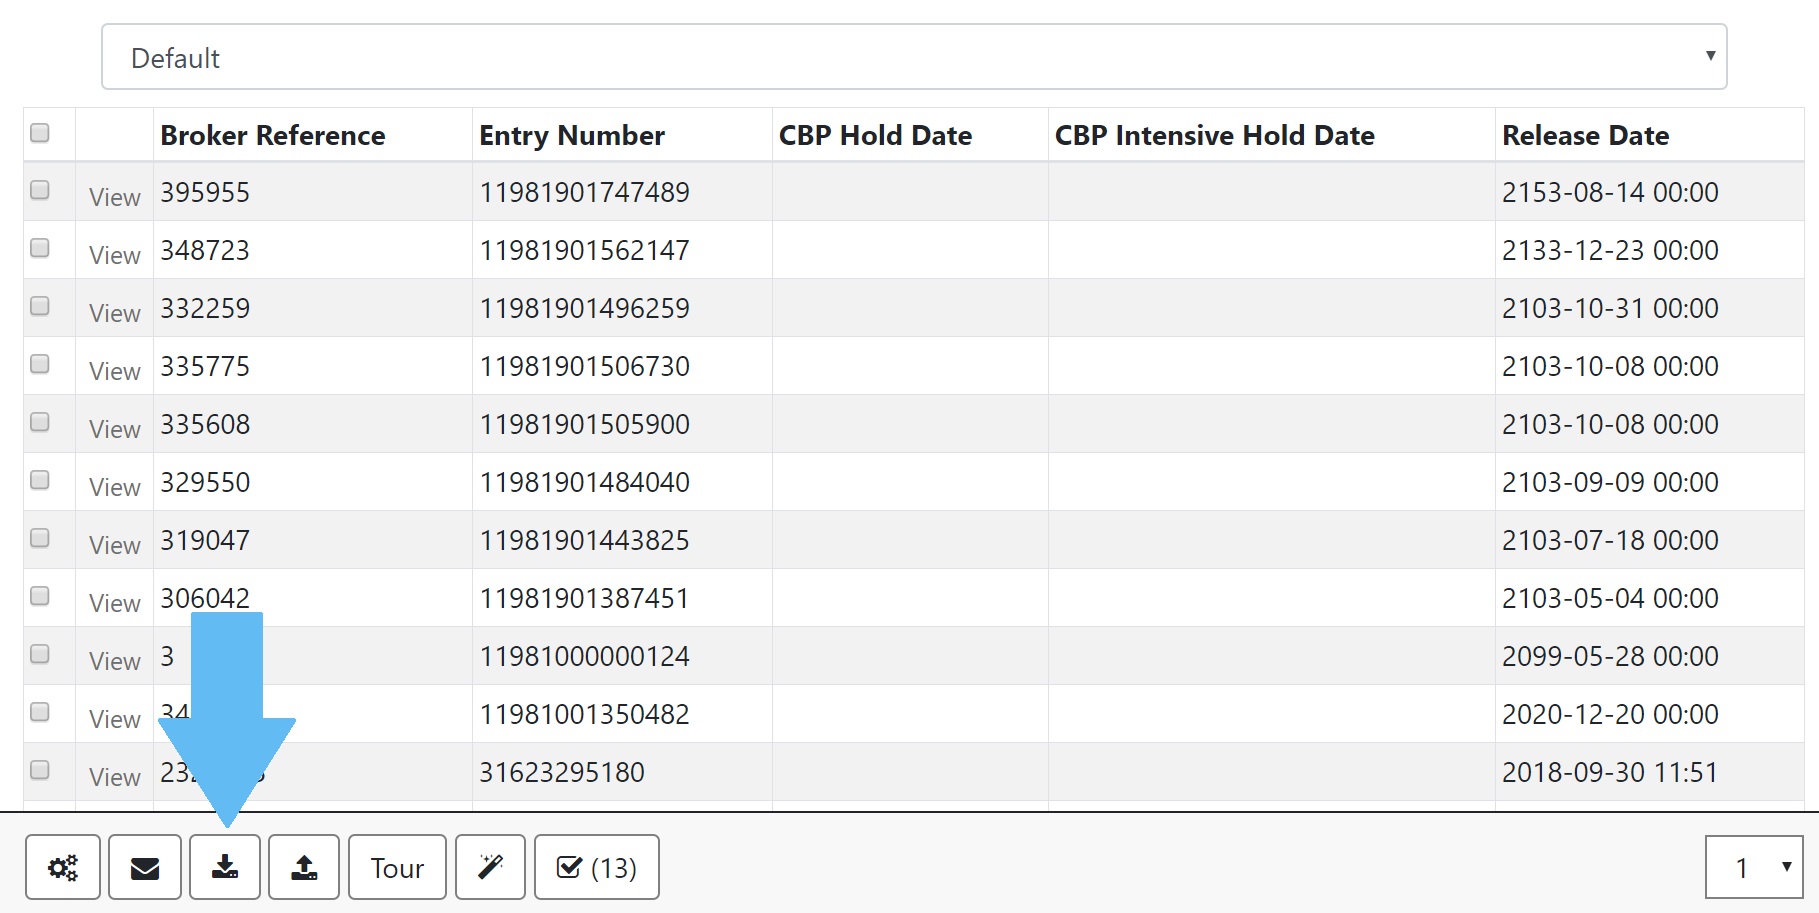 Default
Broker Reference Entry Number CBP Hold Date CBP Intensive Hold Date Release Date
View 395955 11981901747489 2153-08-14 00:00
View 348723 11981901562147 2133-12-23 00:00
View 332259 11981901496259 2103-10-31 00:00
View 335775 11981901506730 2103-10-08 00:00
View 335608 11981901505900 2103-10-08 00:00
View 329550 11981901484040 2103-09-09 00:00
View 319047 11981901443825 2103-07-18 00:00
View 306042 11981901387451 2103-05-04 00:00
View 3 11981000000124 2099-05-28 00:00
View 11981001350482 2020-12-20 00:00
View 31623295180 2018-09-30 11:51
Tour (13) 1